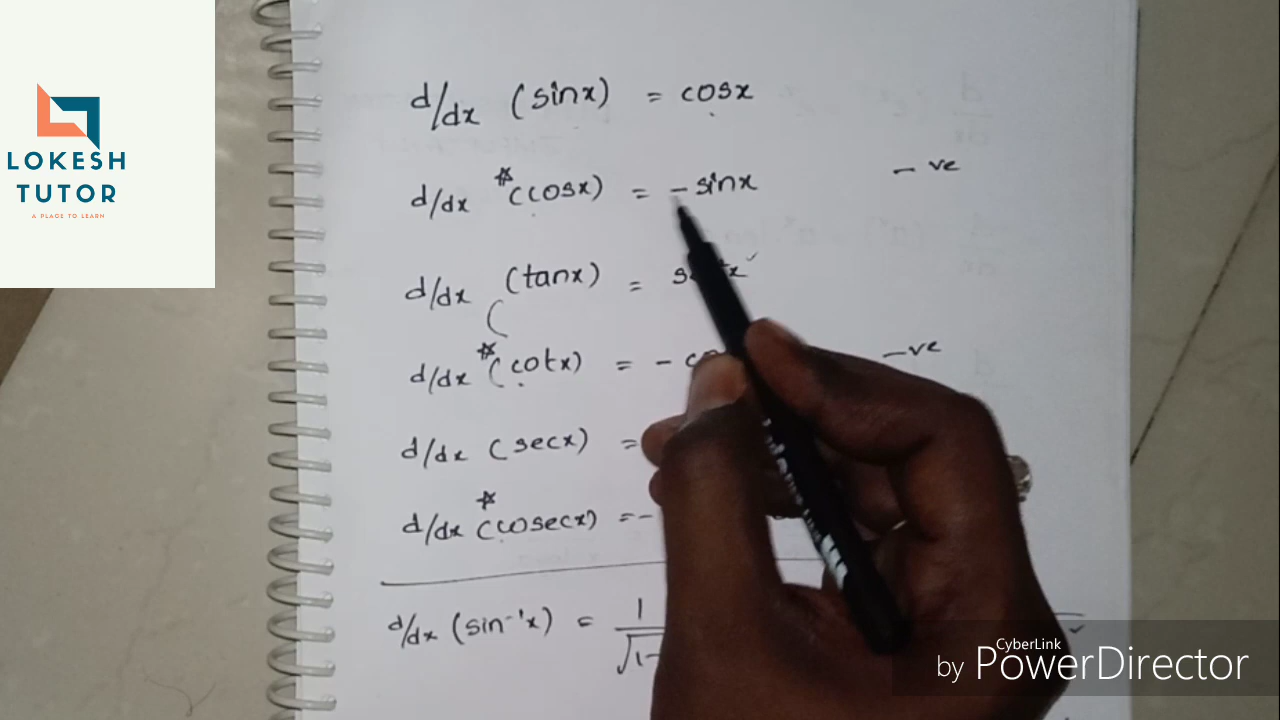 LOKESH
TUTOR
A PLACE TO LEARN
d/dx (sinx) = cosx
d/dx (cosx) = - sinx - ve
d/dx (tanx) =
d/dx (cotx) = - - ve
d/dx (secx) =
d/dx (cosecx) = -
d/dx (sin⁻¹x) = 1
√1-
CyberLink
by PowerDirector